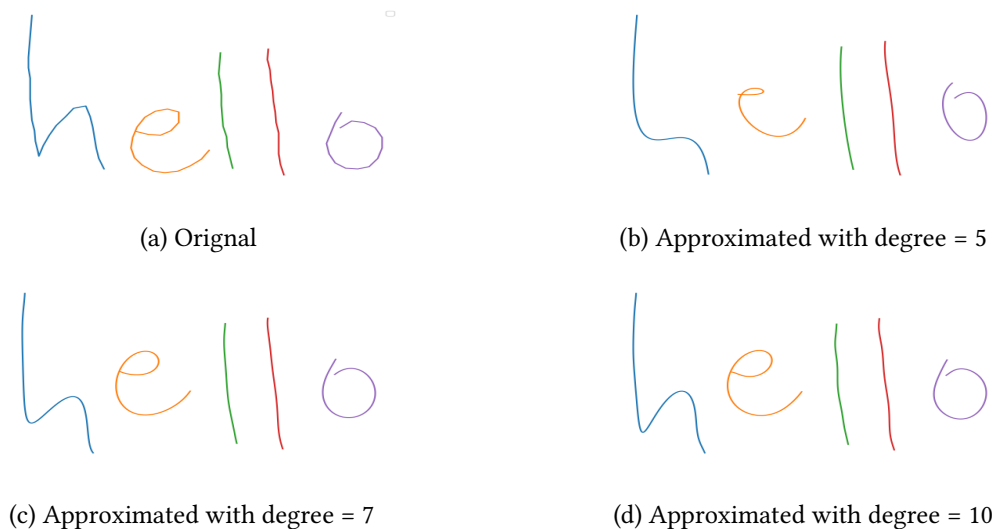 hello hello
(a) Orignal (b) Approximated with degree = 5
hello hello
(c) Approximated with degree = 7 (d) Approximated with degree = 10